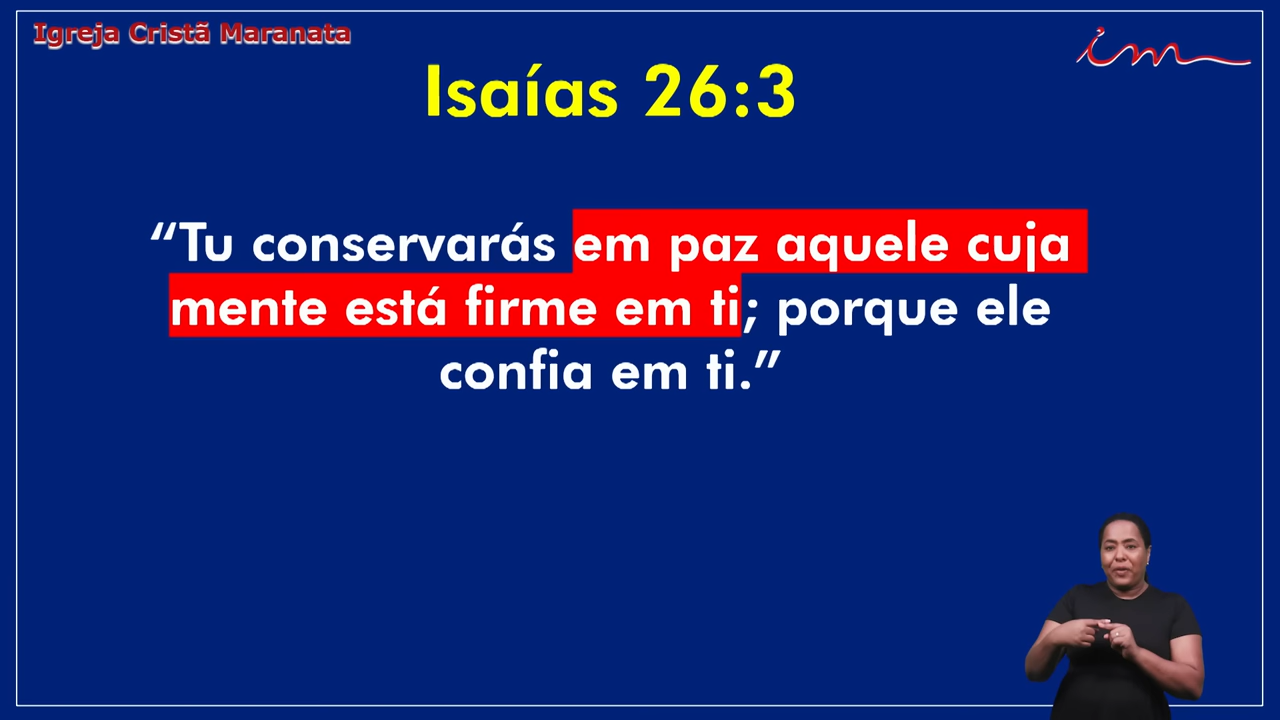 Igreja Cristã Maranata
im
Isaías 26:3
“Tu conservarás em paz aquele cuja
mente está firme em ti; porque ele
confia em ti.”